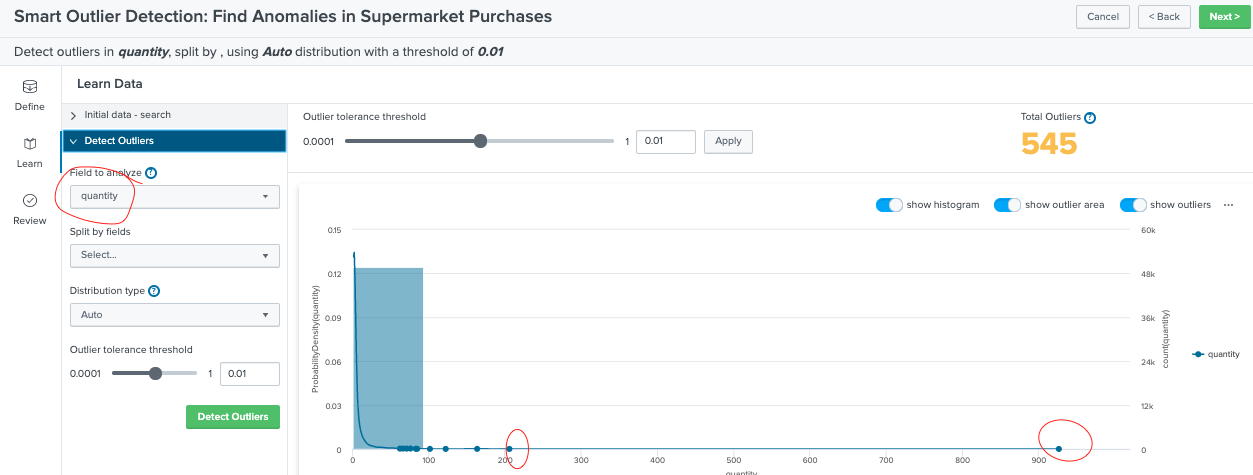 Smart Outlier Detection: Find Anomalies in Supermarket Purchases
Cancel
< Back
Next >
Detect outliers in quantity, split by , using Auto distribution with a threshold of 0.01
Define
Learn
Review
Learn Data
Initial data - search
Detect Outliers
Field to analyze ?
quantity
Split by fields
Select...
Distribution type ?
Auto
Outlier tolerance threshold
0.0001 1 0.01
Detect Outliers
Outlier tolerance threshold
0.0001 1 0.01 Apply
Total Outliers ?
545
show histogram show outlier area show outliers ...
0.15
0.12
0.09
0.06
0.03
0
ProbabilityDensity(quantity)
60k
48k
36k
24k
12k
0
count(quantity)
0 100 200 300 400 500 600 700 800 900
quantity
quantity